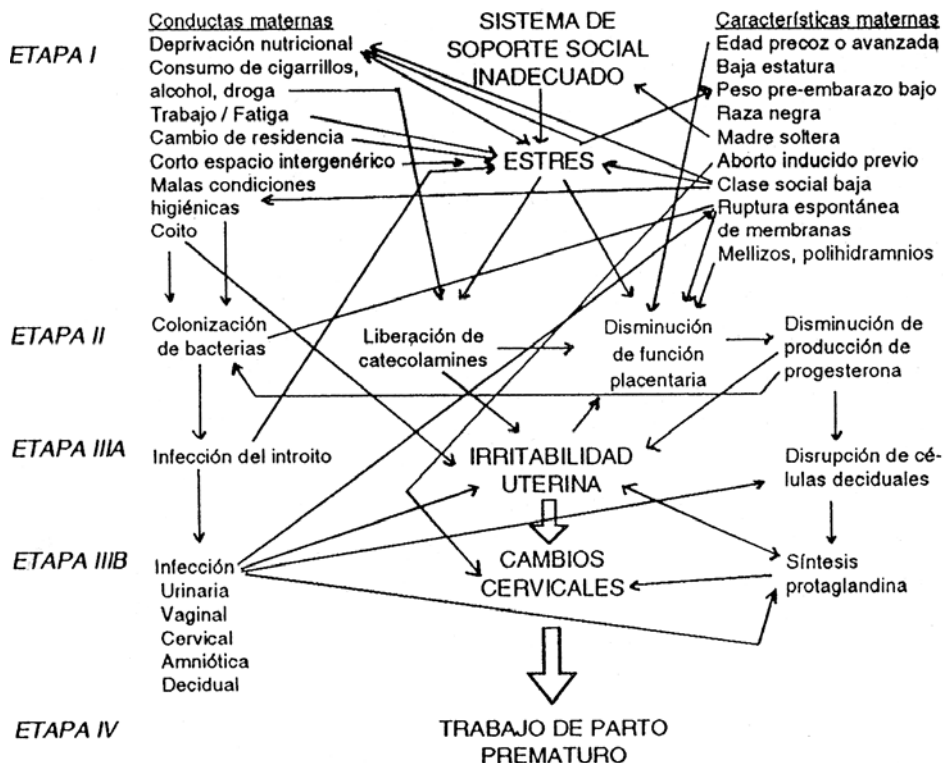 ETAPA I
Conductas maternas
Deprivación nutricional
Consumo de cigarrillos,
alcohol, droga
Trabajo / Fatiga
Cambio de residencia
Corto espacio intergenérico
Malas condiciones
higiénicas
Coito
SISTEMA DE
SOPORTE SOCIAL
INADECUADO
ESTRES
Características maternas
Edad precoz o avanzada
Baja estatura
Peso pre-embarazo bajo
Raza negra
Madre soltera
Aborto inducido previo
Clase social baja
Ruptura espontánea
de membranas
Mellizos, polihidramnios
ETAPA II
Colonización
de bacterias
Liberación de
catecolamines
Disminución
de función
placentaria
Disminución de
producción de
progesterona
ETAPA IIIA
Infección del introito
IRRITABILIDAD
UTERINA
Disrupción de cé-
lulas deciduales
ETAPA IIIB
Infección
Urinaria
Vaginal
Cervical
Amniótica
Decidual
CAMBIOS
CERVICALES
Síntesis
protaglandina
ETAPA IV
TRABAJO DE PARTO
PREMATURO